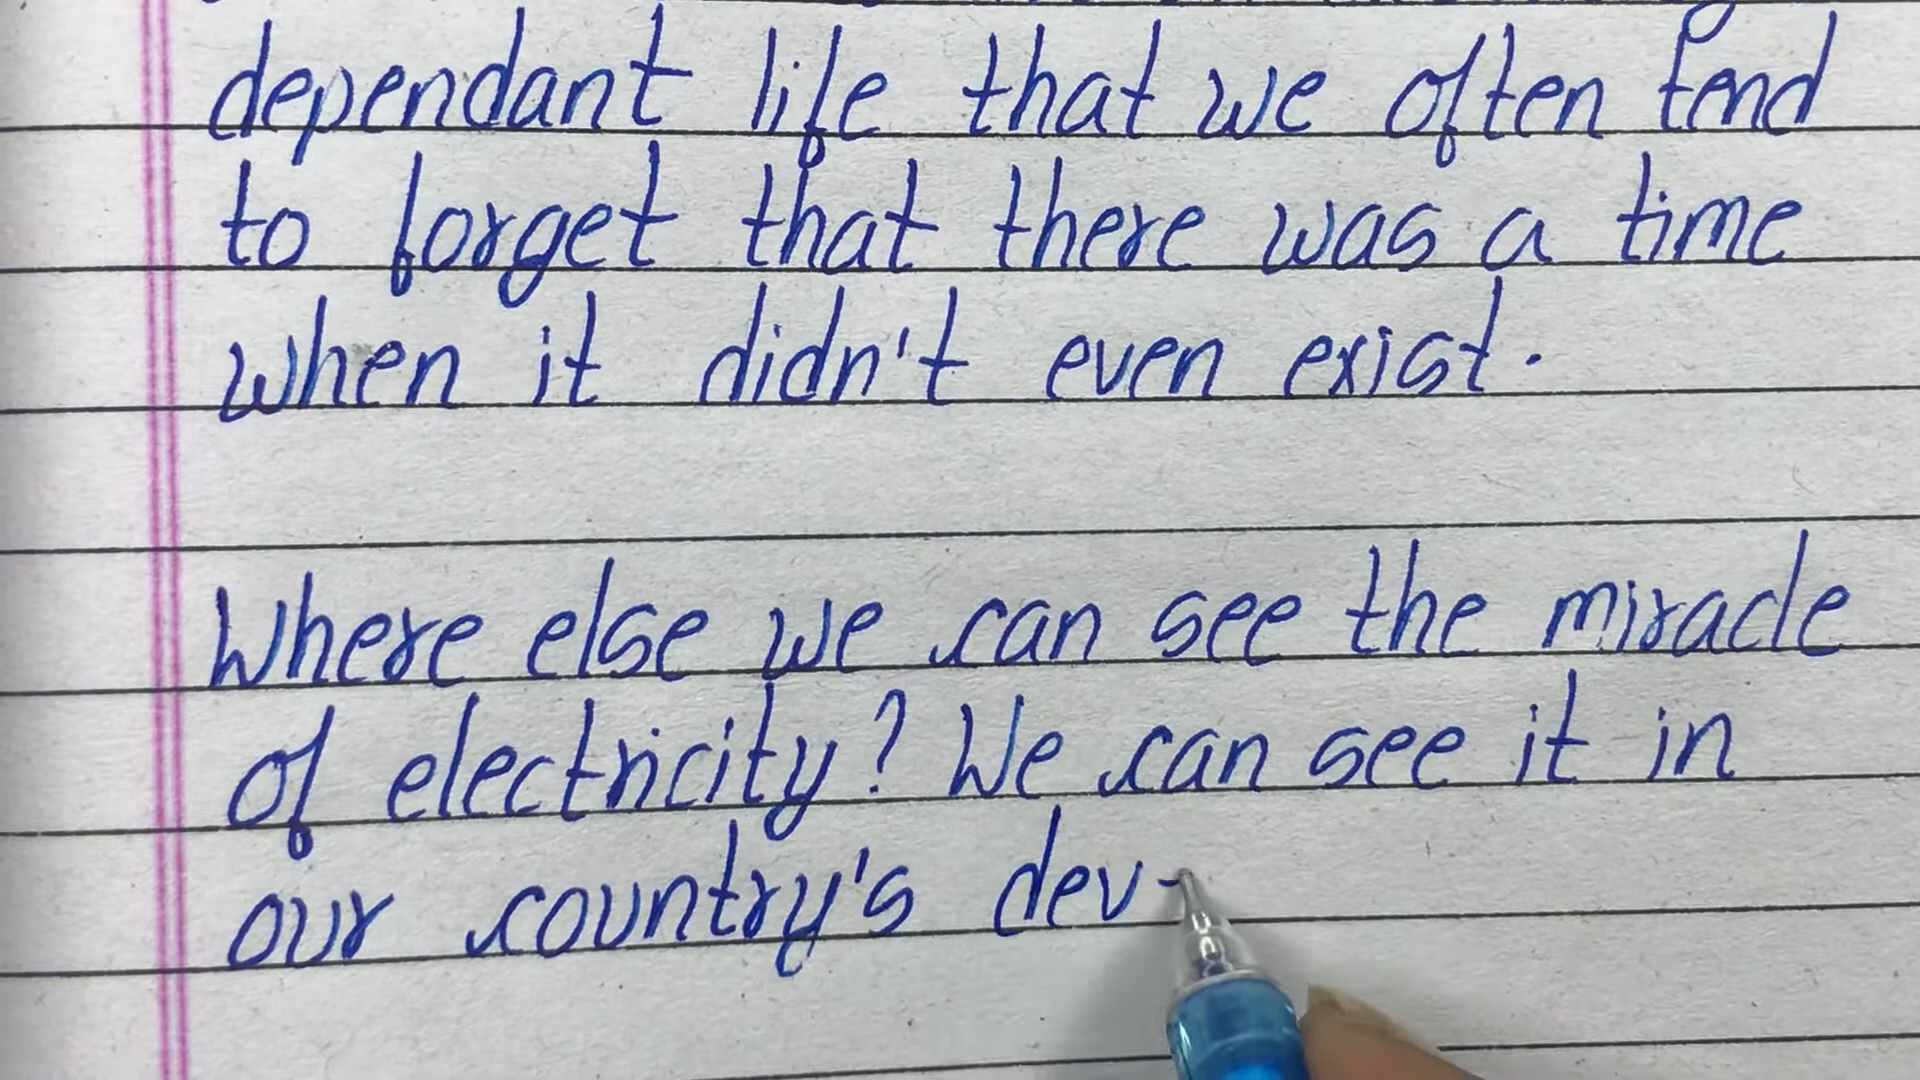 dependant life that we often tend
to forget that there was a time
when it didn't even exist.
Where else we can see the miracle
of electricity? We can see it in
our country's dev